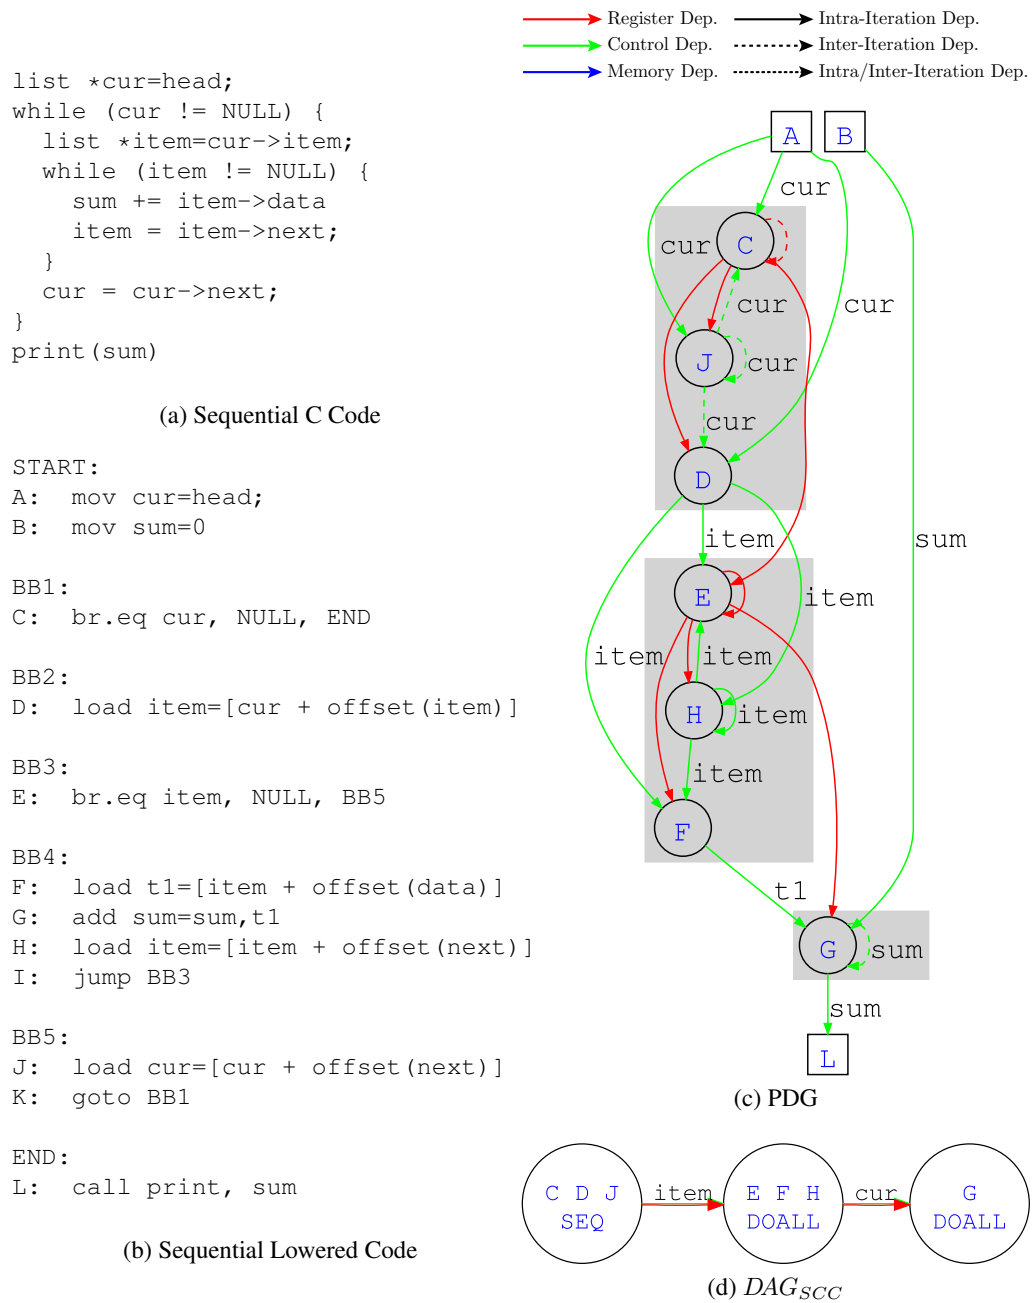 list *cur=head;
while (cur != NULL) {
  list *item=cur->item;
  while (item != NULL) {
    sum += item->data
    item = item->next;
  }
  cur = cur->next;
}
print(sum)
(a) Sequential C Code
START:
A:  mov cur=head;
B:  mov sum=0
BB1:
C:  br.eq cur, NULL, END
BB2:
D:  load item=[cur + offset(item)]
BB3:
E:  br.eq item, NULL, BB5
BB4:
F:  load t1=[item + offset(data)]
G:  add sum=sum,t1
H:  load item=[item + offset(next)]
I:  jump BB3
BB5:
J:  load cur=[cur + offset(next)]
K:  goto BB1
END:
L:  call print, sum
(b) Sequential Lowered Code
Register Dep.
Intra-Iteration Dep.
Control Dep.
Inter-Iteration Dep.
Memory Dep.
Intra/Inter-Iteration Dep.
A
B
cur
C
cur
cur
cur
J
cur
cur
D
item
sum
E
item
item
item
H
item
item
F
t1
G
sum
sum
L
(c) PDG
C D J
SEQ
item
E F H
DOALL
cur
G
DOALL
(d) DAG_SCC